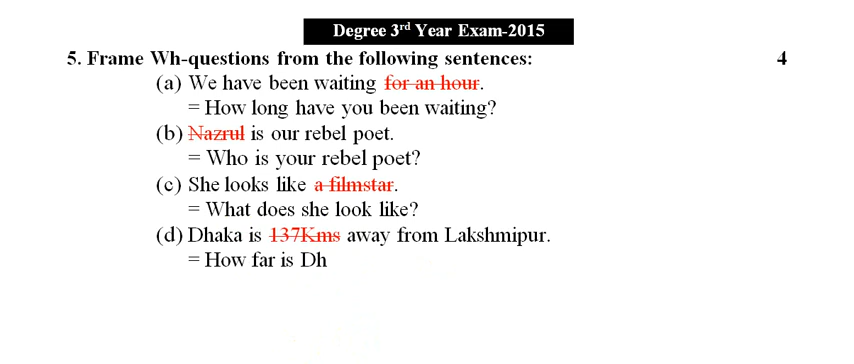 Degree 3rd Year Exam-2015
5. Frame Wh-questions from the following sentences: 4
(a) We have been waiting for an hour.
= How long have you been waiting?
(b) Nazrul is our rebel poet.
= Who is your rebel poet?
(c) She looks like a filmstar.
= What does she look like?
(d) Dhaka is 137Kms away from Lakshmipur.
= How far is Dh